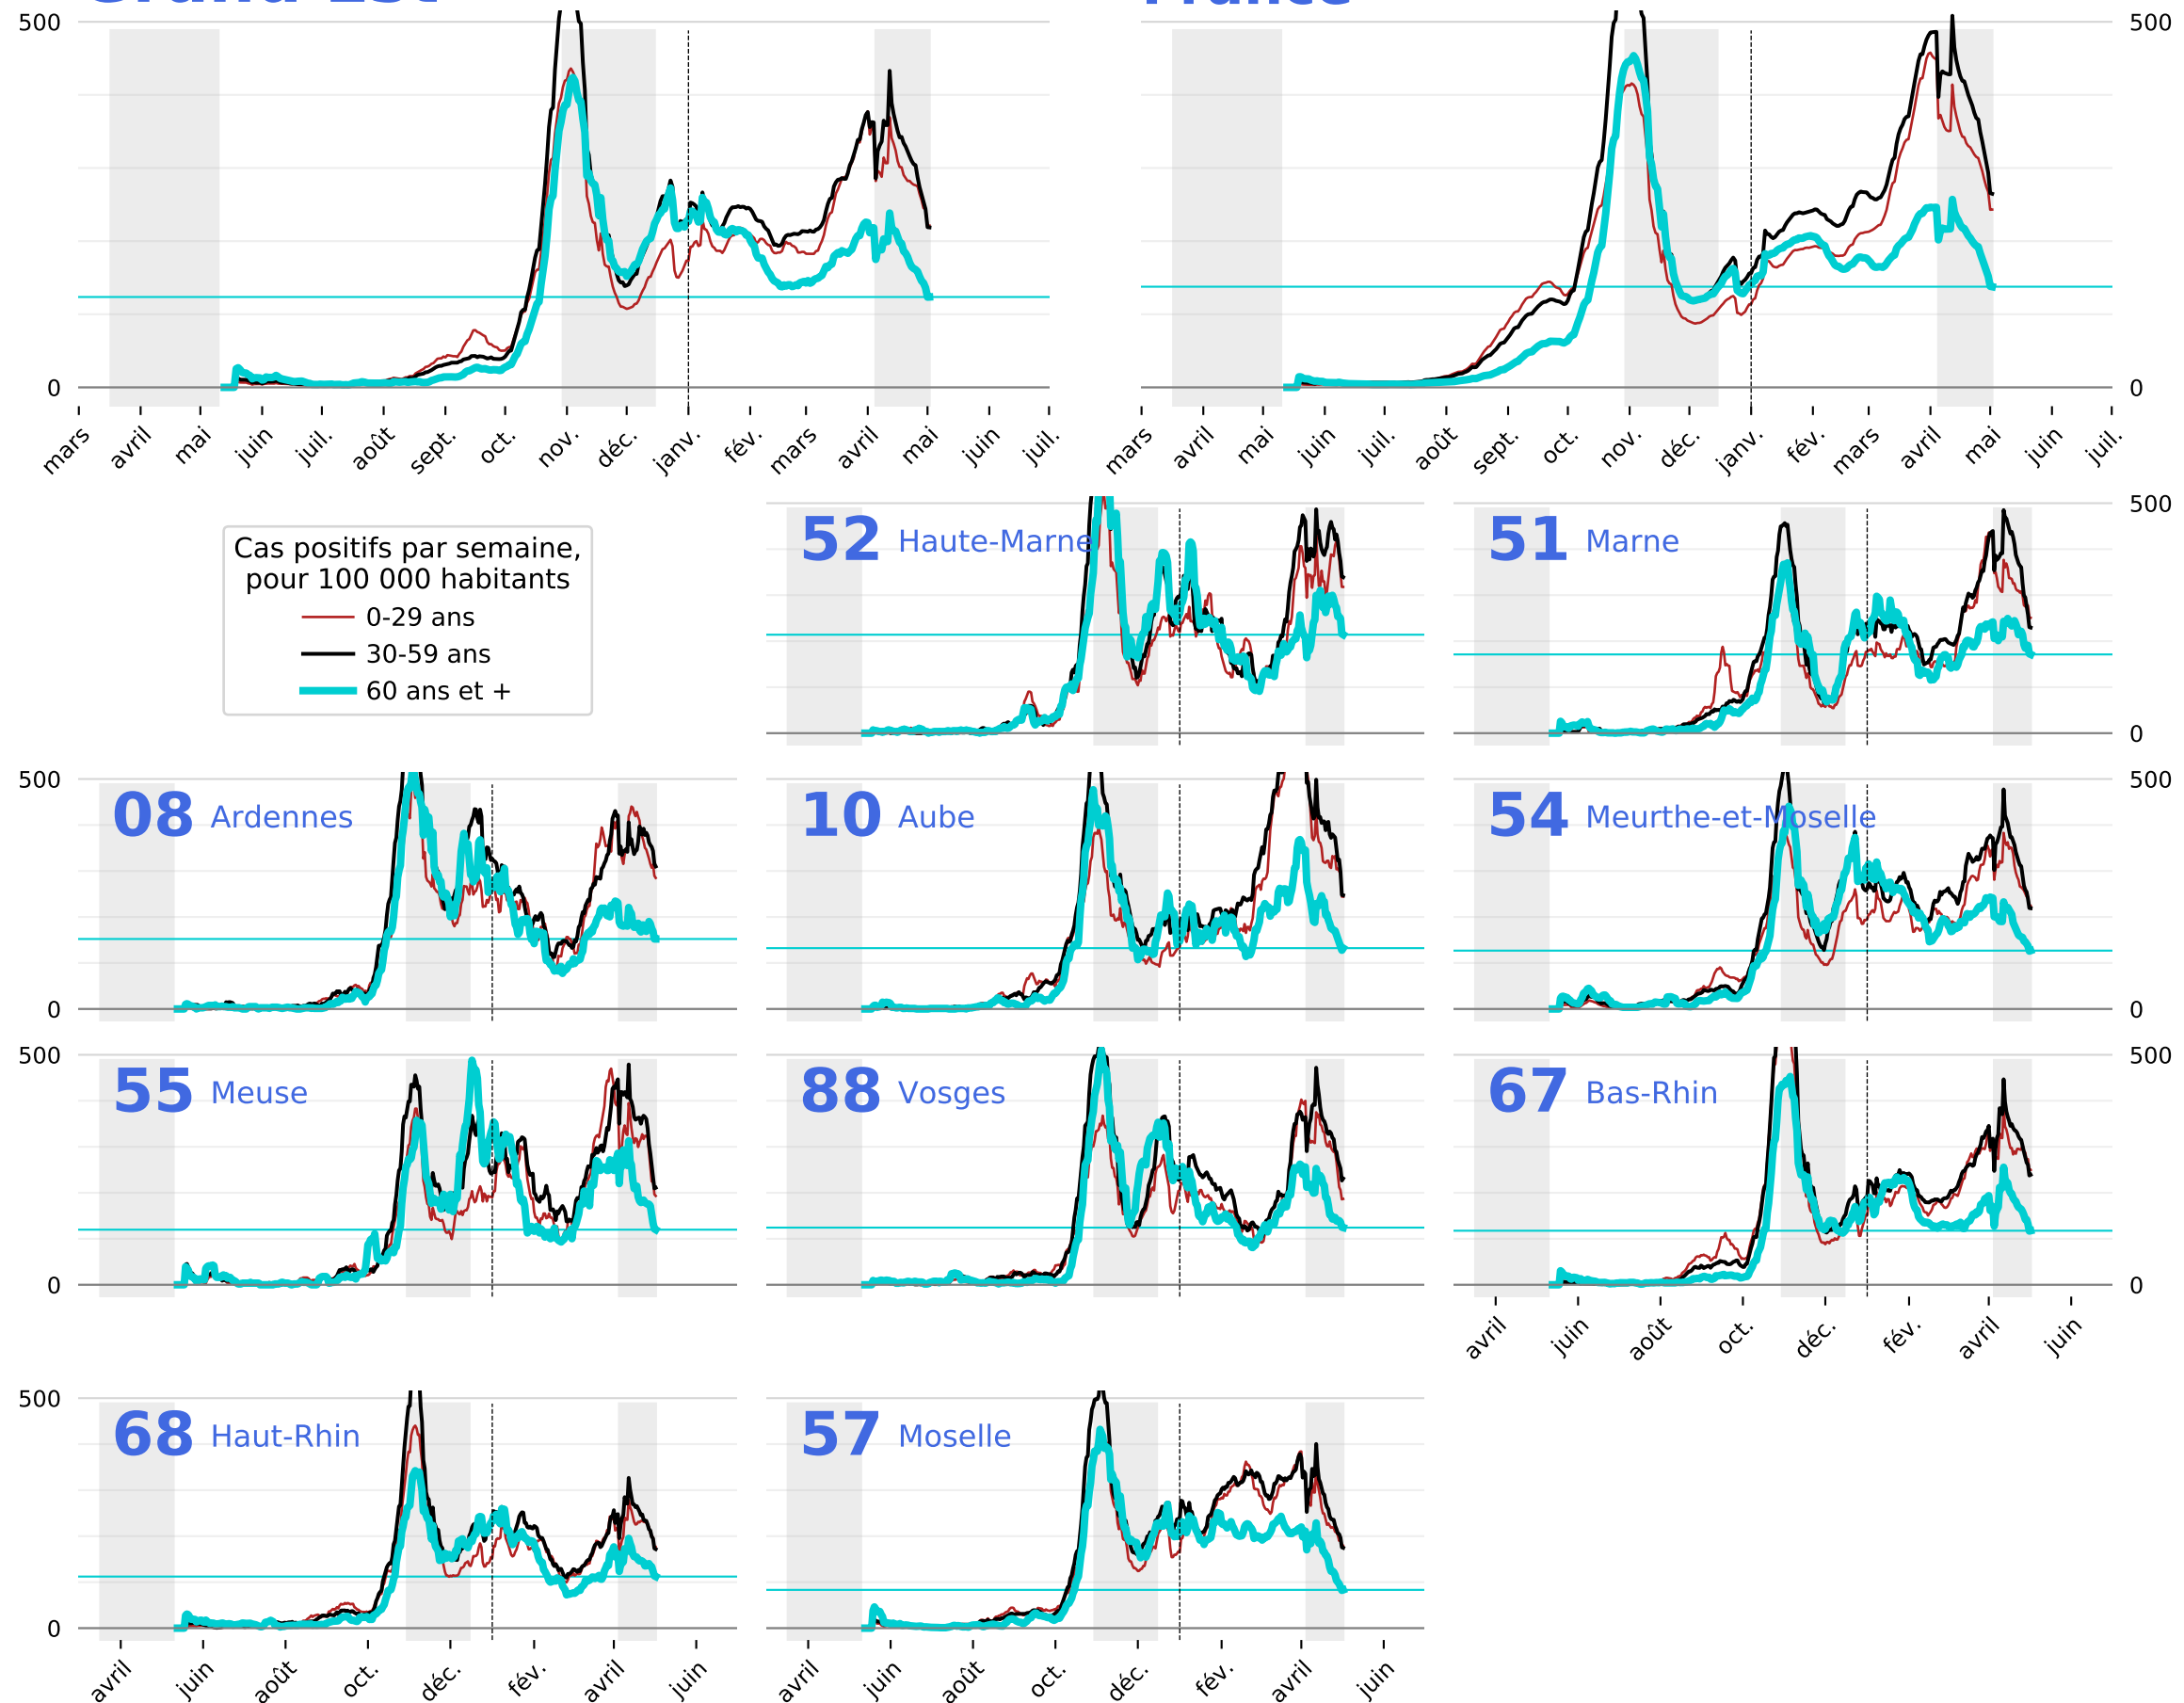 Grand Est
France
500
500
0
0
mars avril mai juin juil. août sept. oct. nov. déc. janv. fév. mars avril mai juin juil.
mars avril mai juin juil. août sept. oct. nov. déc. janv. fév. mars avril mai juin juil.
Cas positifs par semaine,
pour 100 000 habitants
0-29 ans
30-59 ans
60 ans et +
52 Haute-Marne
51 Marne
500
0
500
08 Ardennes
10 Aube
54 Meurthe-et-Moselle
500
0
0
500
55 Meuse
88 Vosges
67 Bas-Rhin
500
0
0
avril juin août oct. déc. fév. avril juin
500
68 Haut-Rhin
57 Moselle
0
avril juin août oct. déc. fév. avril juin
avril juin août oct. déc. fév. avril juin